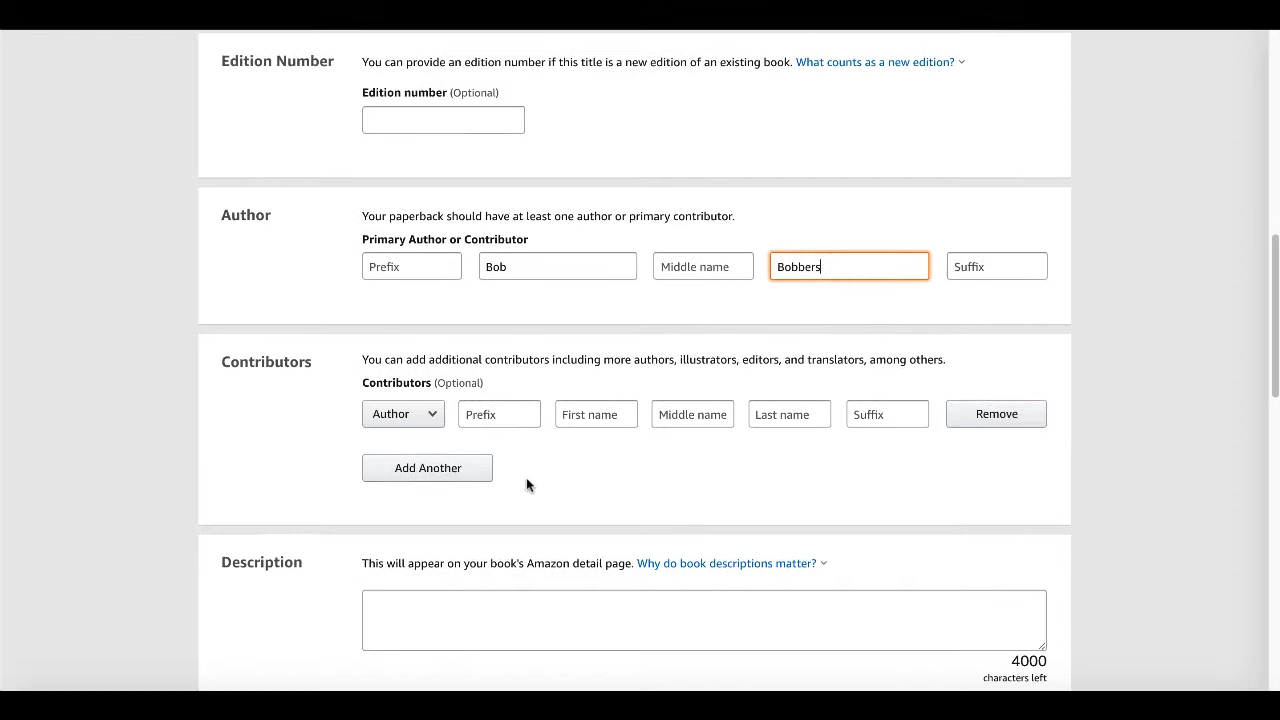 Edition Number
You can provide an edition number if this title is a new edition of an existing book. What counts as a new edition?
Edition number (Optional)
Author
Your paperback should have at least one author or primary contributor.
Primary Author or Contributor
Prefix Bob Middle name Bobbers Suffix
Contributors
You can add additional contributors including more authors, illustrators, editors, and translators, among others.
Contributors (Optional)
Author Prefix First name Middle name Last name Suffix Remove
Add Another
Description
This will appear on your book's Amazon detail page. Why do book descriptions matter?
4000
characters left